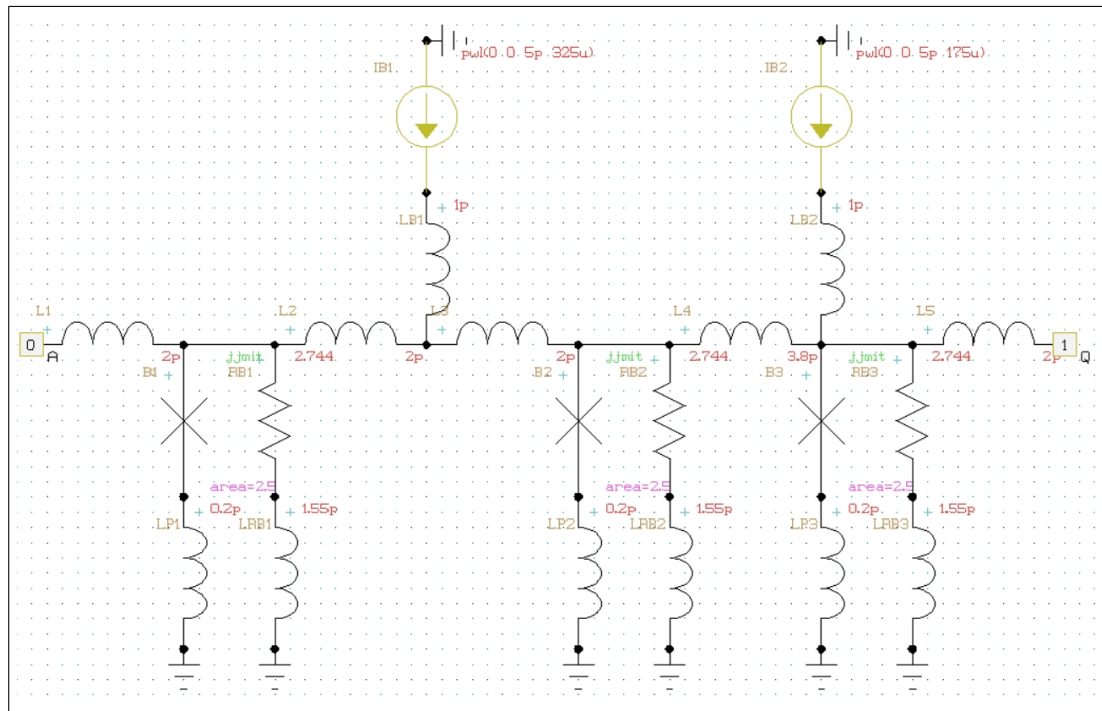 pwl(0 0 5p 325u)
pwl(0 0 5p 175u)
IB1
IB2
1p
1p
LB1
LB2
L1
L2
L3
L4
L5
0
A
2p
jjmit
2.744
2p
2p
jjmit
2.744
3.8p
jjmit
2.744
2p
1
Q
B1
RB1
B2
RB2
B3
RB3
area=2.5
area=2.5
area=2.5
0.2p
1.55p
0.2p
1.55p
0.2p
1.55p
LP1
LRB1
LP2
LRB2
LP3
LRB3